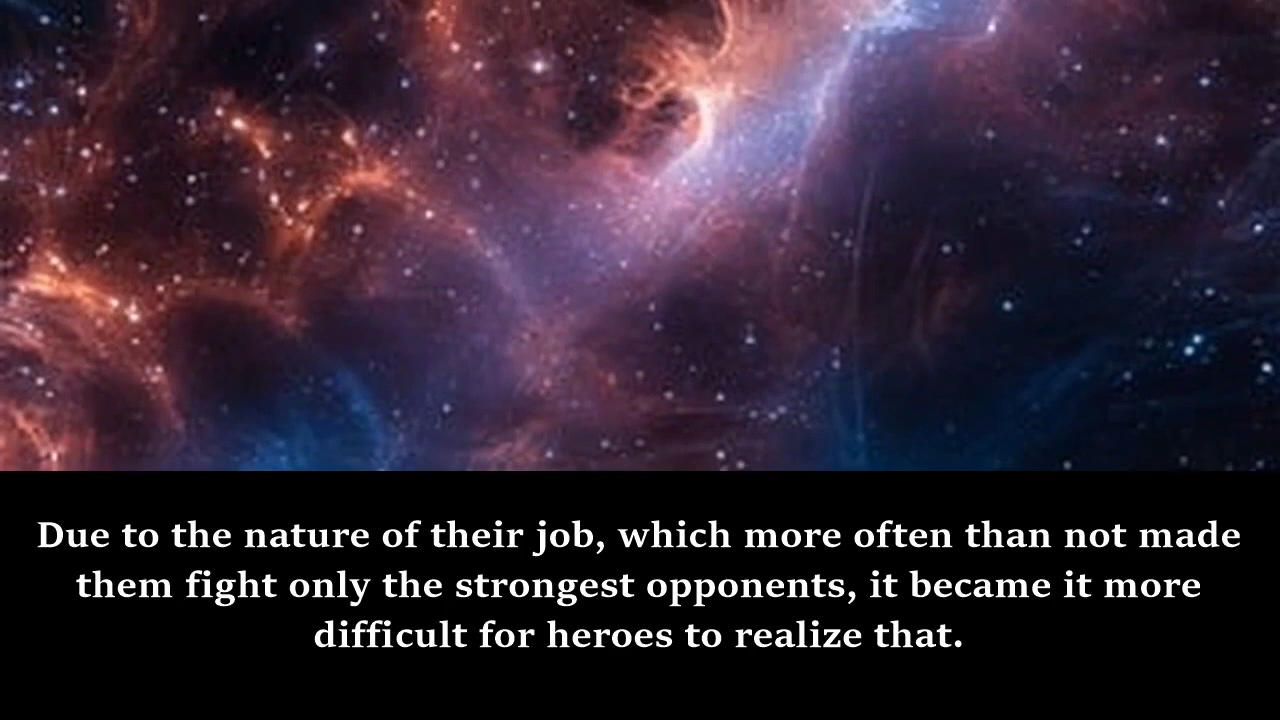 Due to the nature of their job, which more often than not made
them fight only the strongest opponents, it became it more
difficult for heroes to realize that.